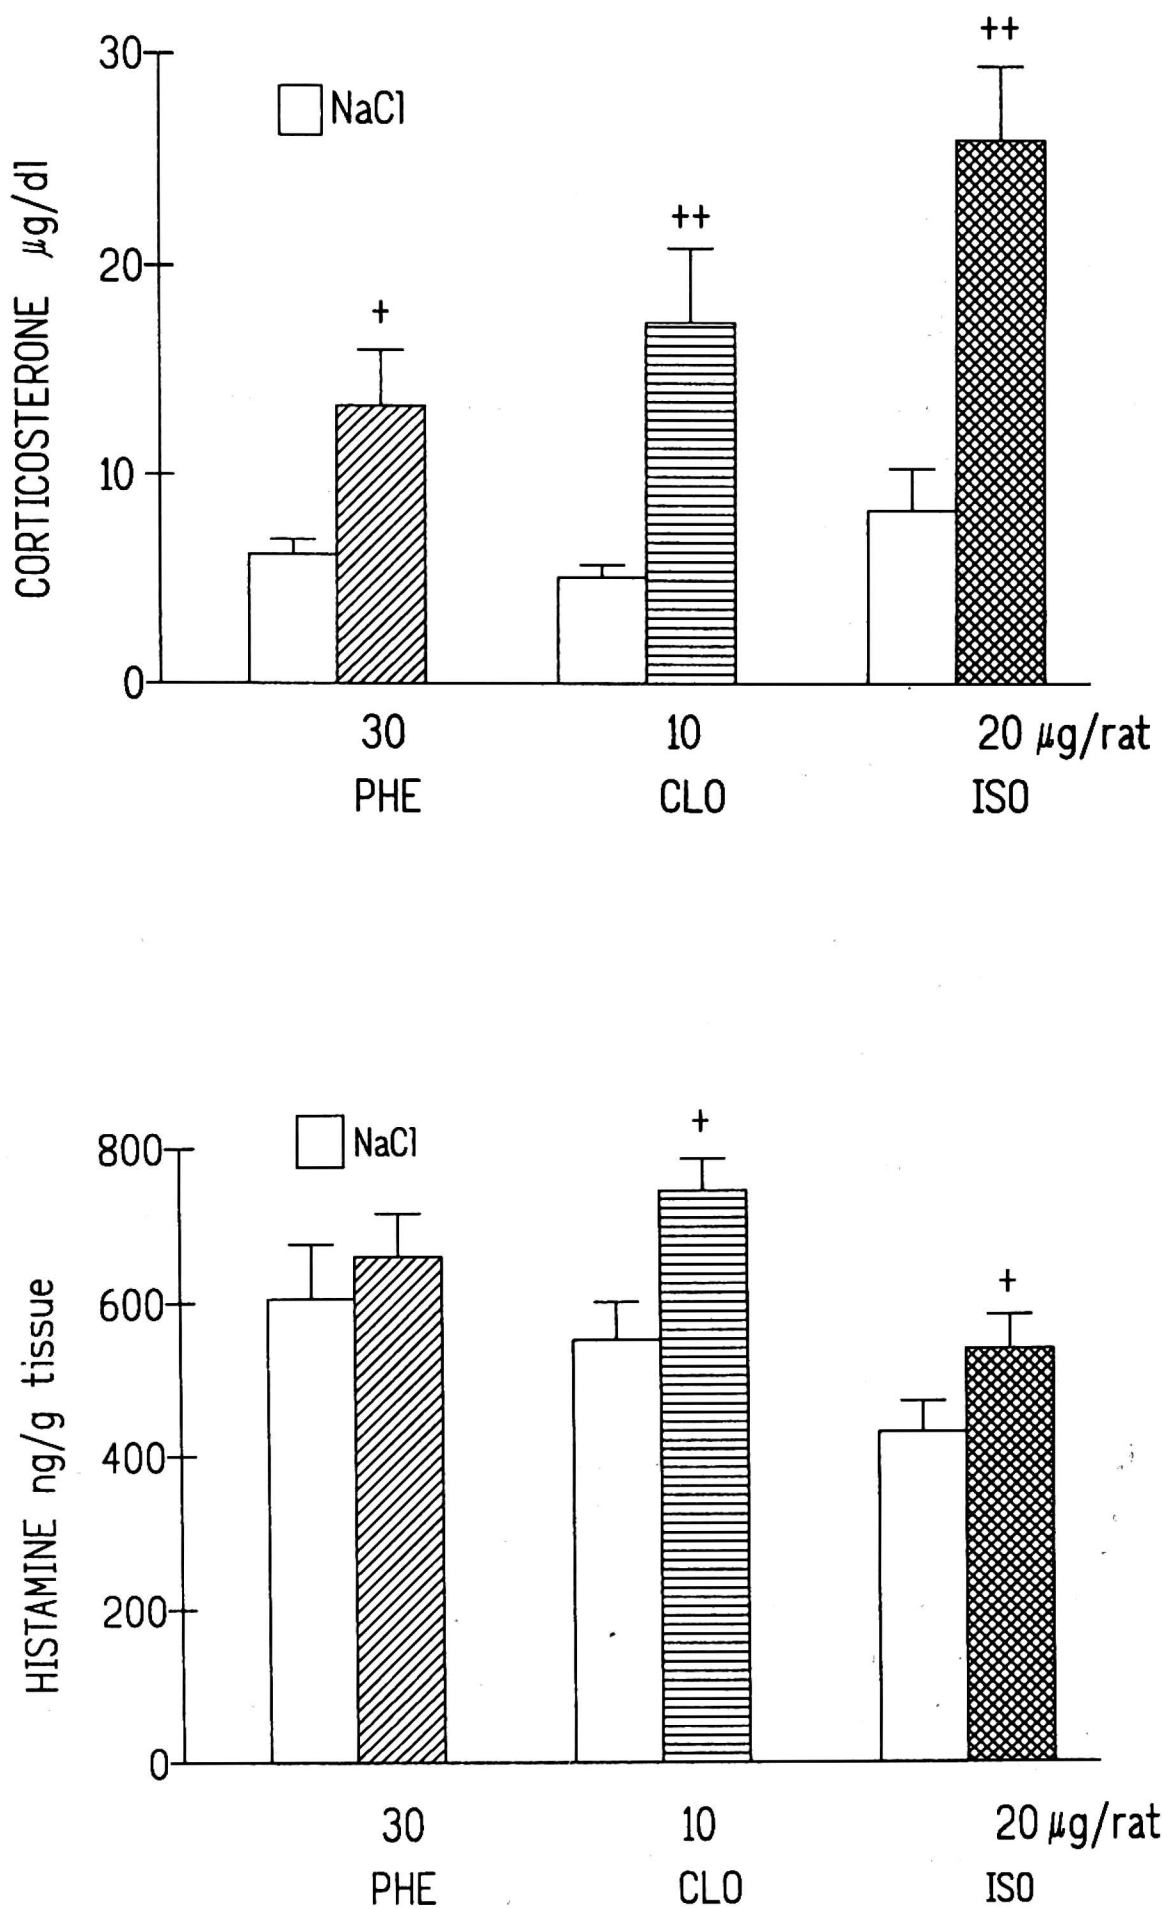 ++
30
NaCl
++
20
+
10
0
CORTICOSTERONE µg/dl
30 10 20 µg/rat
PHE CLO ISO
+
800
NaCl
+
600
400
200
0
HISTAMINE ng/g tissue
30 10 20 µg/rat
PHE CLO ISO